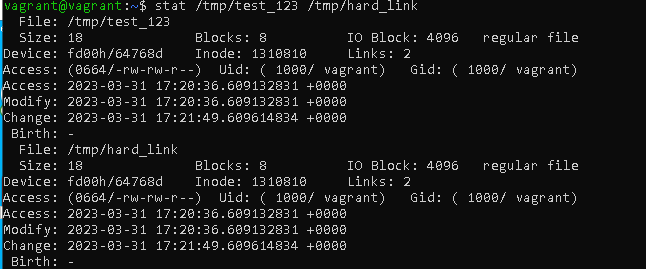 vagrant@vagrant:~$ stat /tmp/test_123 /tmp/hard_link
  File: /tmp/test_123
  Size: 18              Blocks: 8          IO Block: 4096   regular file
Device: fd00h/64768d    Inode: 1310810     Links: 2
Access: (0664/-rw-rw-r--)  Uid: ( 1000/ vagrant)   Gid: ( 1000/ vagrant)
Access: 2023-03-31 17:20:36.609132831 +0000
Modify: 2023-03-31 17:20:36.609132831 +0000
Change: 2023-03-31 17:21:49.609614834 +0000
 Birth: -
  File: /tmp/hard_link
  Size: 18              Blocks: 8          IO Block: 4096   regular file
Device: fd00h/64768d    Inode: 1310810     Links: 2
Access: (0664/-rw-rw-r--)  Uid: ( 1000/ vagrant)   Gid: ( 1000/ vagrant)
Access: 2023-03-31 17:20:36.609132831 +0000
Modify: 2023-03-31 17:20:36.609132831 +0000
Change: 2023-03-31 17:21:49.609614834 +0000
 Birth: -